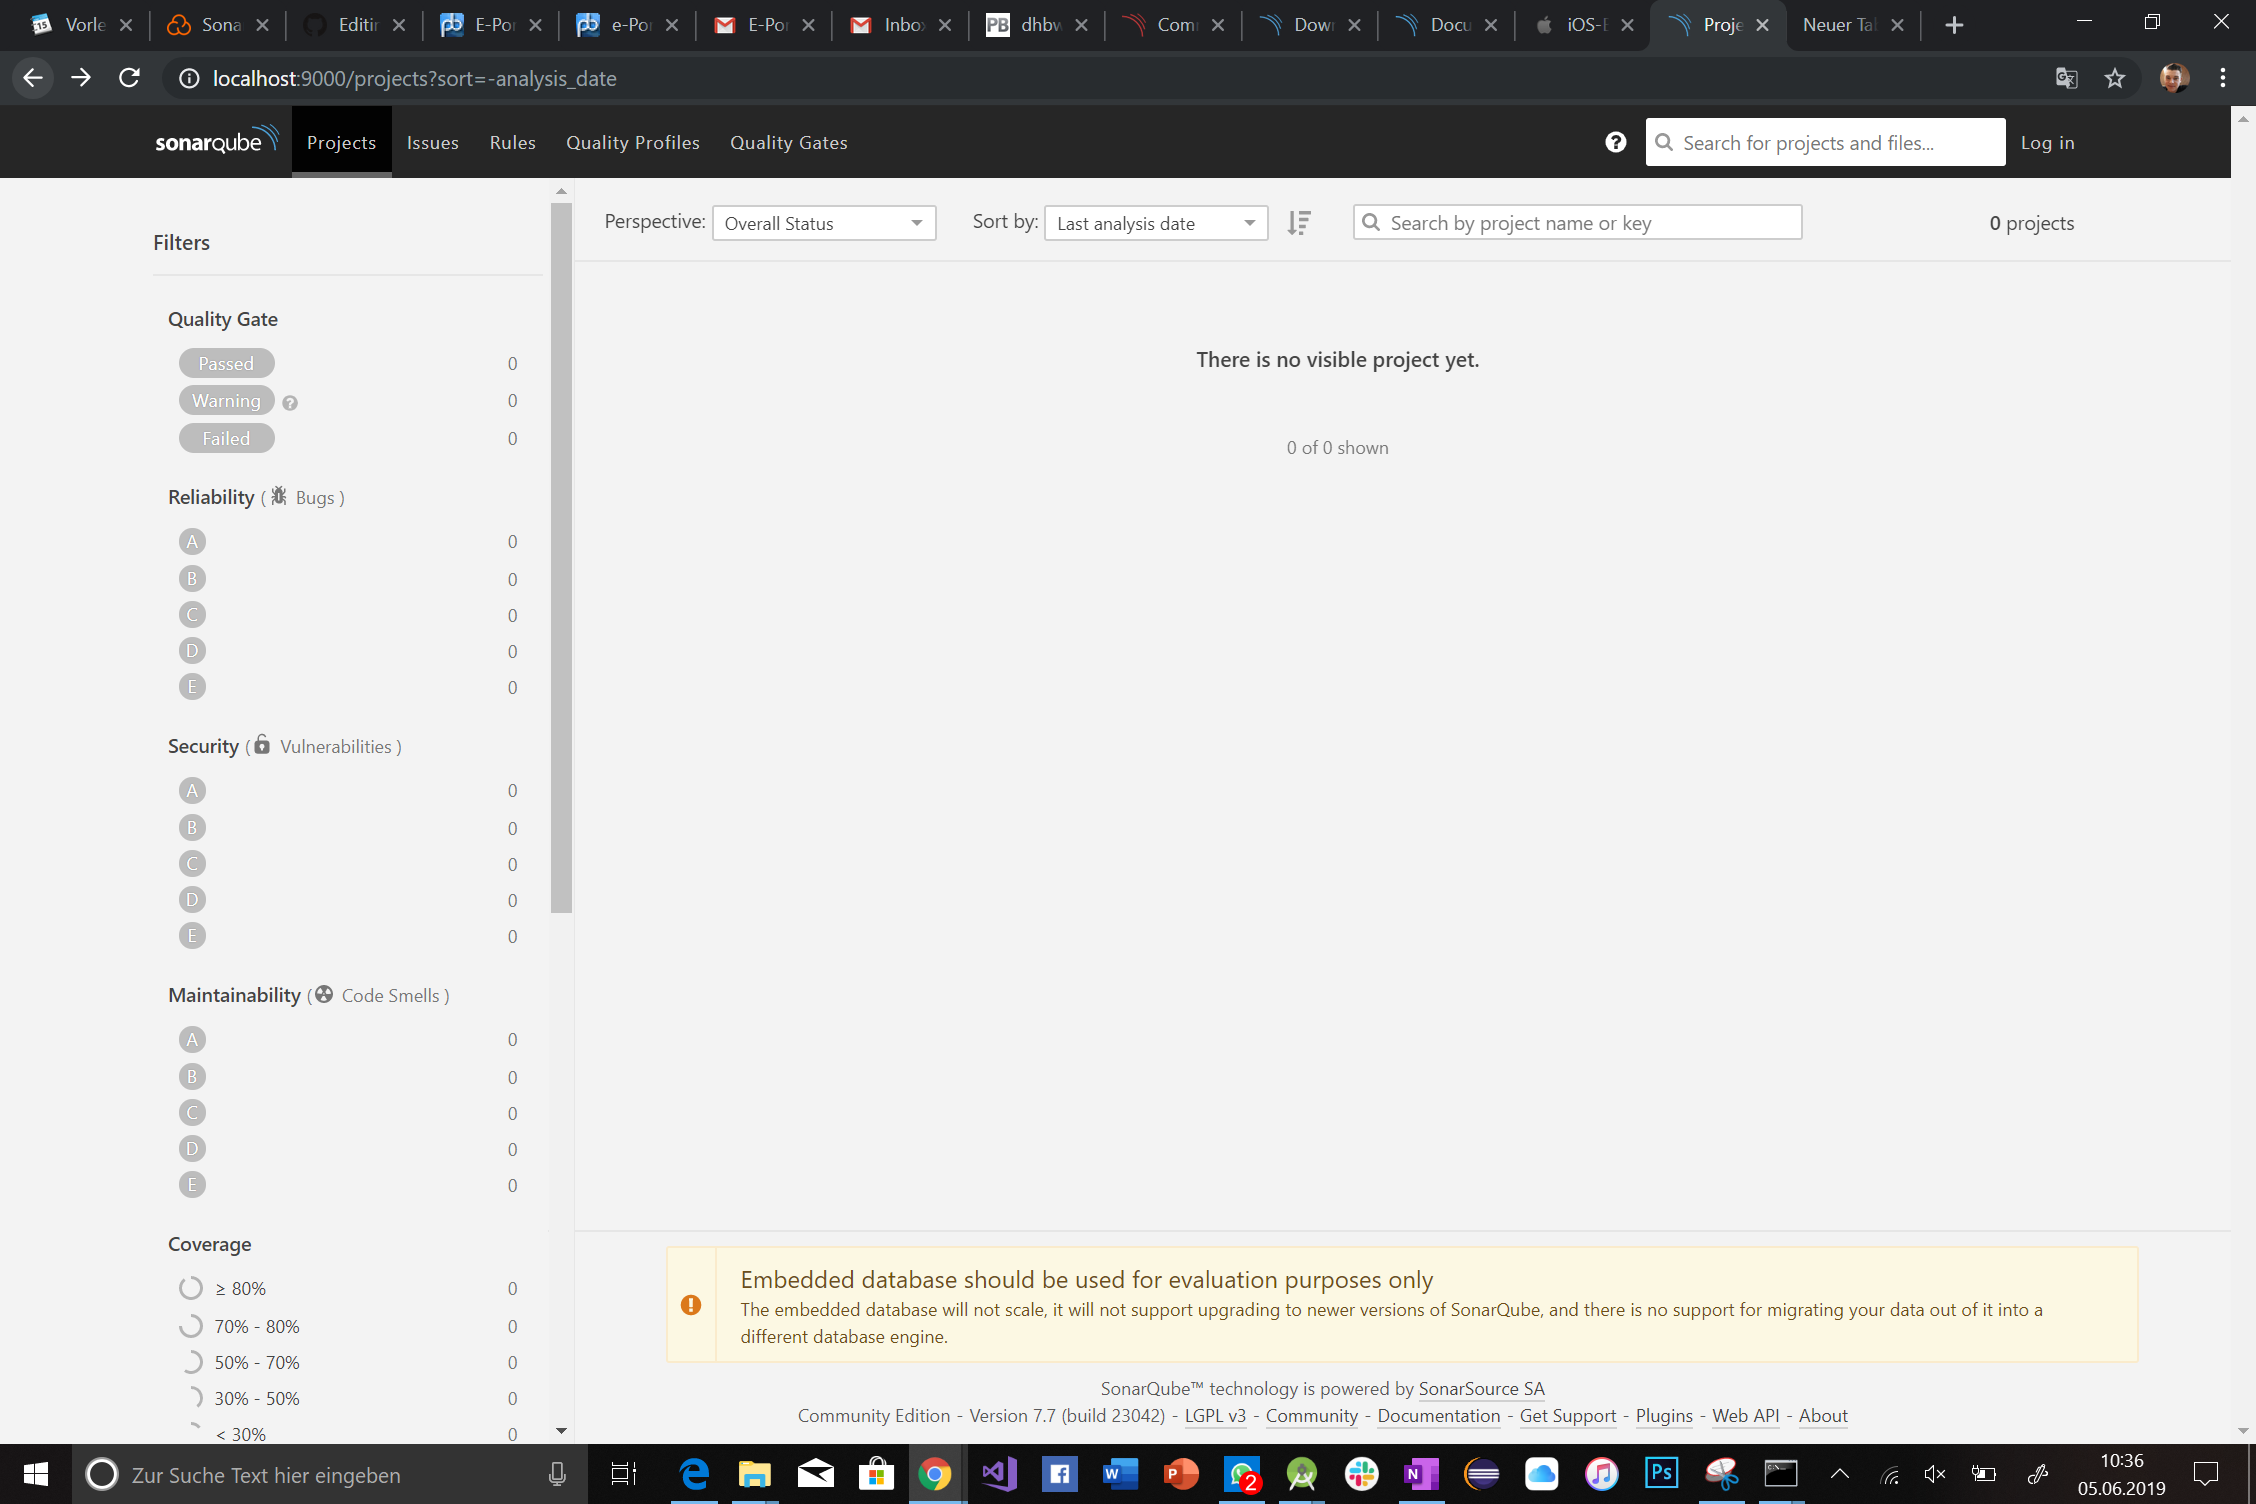 Vorle
Sona
Editin
E-Por
e-Por
E-Por
Inbox
dhbw
Com
Down
Docu
iOS-E
Proje
Neuer Tab
localhost:9000/projects?sort=-analysis_date
sonarqube
Projects
Issues
Rules
Quality Profiles
Quality Gates
Search for projects and files...
Log in
Filters
Perspective: Overall Status
Sort by: Last analysis date
Search by project name or key
0 projects
There is no visible project yet.
0 of 0 shown
Quality Gate
Passed 0
Warning ? 0
Failed 0
Reliability ( Bugs )
A 0
B 0
C 0
D 0
E 0
Security ( Vulnerabilities )
A 0
B 0
C 0
D 0
E 0
Maintainability ( Code Smells )
A 0
B 0
C 0
D 0
E 0
Coverage
≥ 80% 0
70% - 80% 0
50% - 70% 0
30% - 50% 0
< 30% 0
Embedded database should be used for evaluation purposes only
The embedded database will not scale, it will not support upgrading to newer versions of SonarQube, and there is no support for migrating your data out of it into a
different database engine.
SonarQube™ technology is powered by SonarSource SA
Community Edition - Version 7.7 (build 23042) - LGPL v3 - Community - Documentation - Get Support - Plugins - Web API - About
Zur Suche Text hier eingeben
2
10:36
05.06.2019